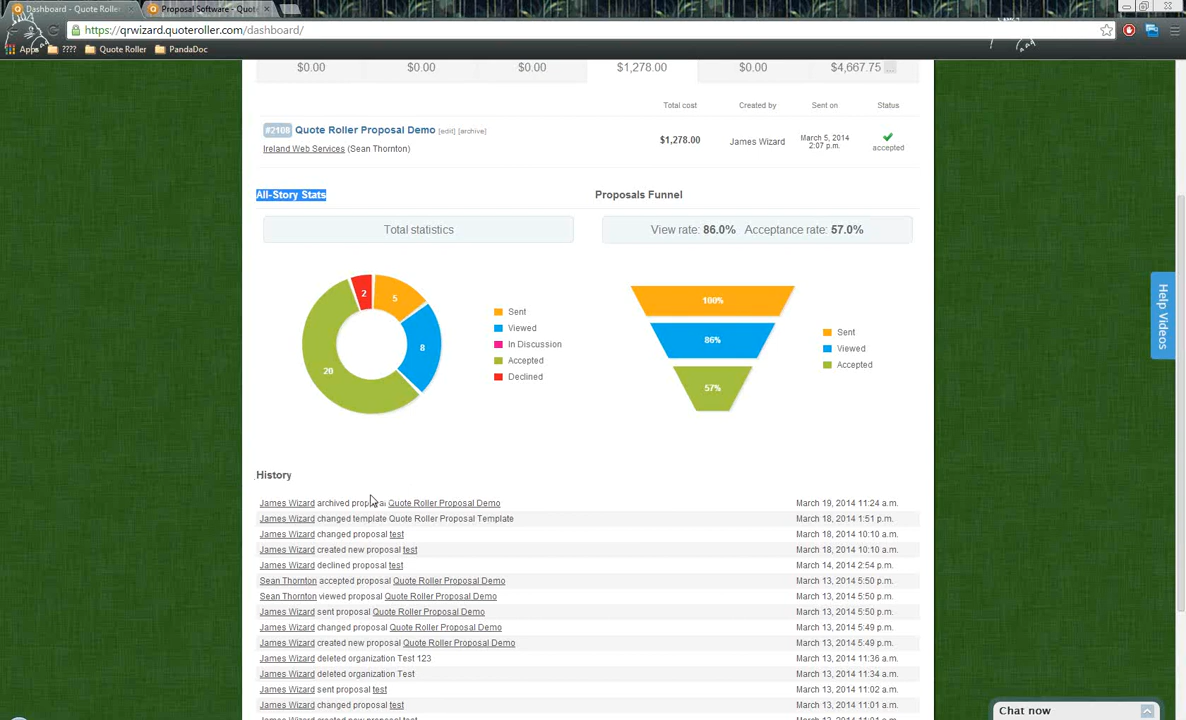 Dashboard - Quote Roller
Proposal Software - Quot
https://qrwizard.quoteroller.com/dashboard/
Apps
????
Quote Roller
PandaDoc
$0.00 $0.00 $0.00 $1,278.00 $0.00 $4,667.75 ...
Total cost Created by Sent on Status
#2108 Quote Roller Proposal Demo [edit] [archive]
Ireland Web Services (Sean Thornton)
$1,278.00
James Wizard
March 5, 2014
2:07 p.m.
accepted
All-Story Stats
Proposals Funnel
Total statistics
View rate: 86.0% Acceptance rate: 57.0%
2
5
8
20
Sent
Viewed
In Discussion
Accepted
Declined
100%
86%
57%
Sent
Viewed
Accepted
Help Videos
History
James Wizard archived proposal Quote Roller Proposal Demo March 19, 2014 11:24 a.m.
James Wizard changed template Quote Roller Proposal Template March 18, 2014 1:51 p.m.
James Wizard changed proposal test March 18, 2014 10:10 a.m.
James Wizard created new proposal test March 18, 2014 10:10 a.m.
James Wizard declined proposal test March 14, 2014 2:54 p.m.
Sean Thornton accepted proposal Quote Roller Proposal Demo March 13, 2014 5:50 p.m.
Sean Thornton viewed proposal Quote Roller Proposal Demo March 13, 2014 5:50 p.m.
James Wizard sent proposal Quote Roller Proposal Demo March 13, 2014 5:50 p.m.
James Wizard changed proposal Quote Roller Proposal Demo March 13, 2014 5:49 p.m.
James Wizard created new proposal Quote Roller Proposal Demo March 13, 2014 5:49 p.m.
James Wizard deleted organization Test 123 March 13, 2014 11:36 a.m.
James Wizard deleted organization Test March 13, 2014 11:34 a.m.
James Wizard sent proposal test March 13, 2014 11:02 a.m.
James Wizard changed proposal test March 13, 2014 11:01 a.m.
James Wizard created new proposal test
Chat now